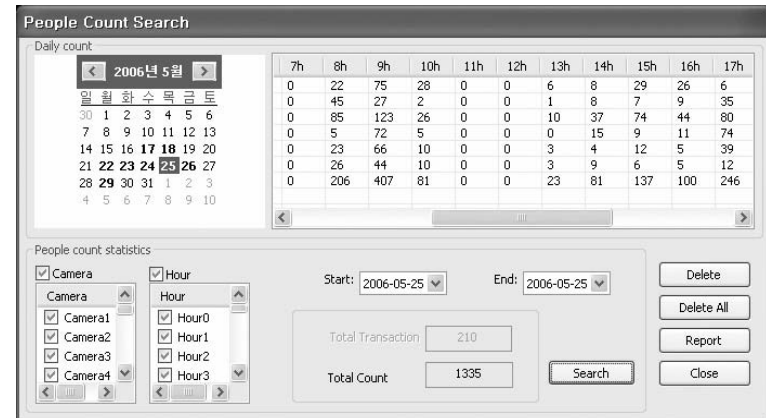 People Count Search
Daily count
2006년 5월
일 월 화 수 목 금 토
30 1 2 3 4 5 6
7 8 9 10 11 12 13
14 15 16 17 18 19 20
21 22 23 24 25 26 27
28 29 30 31 1 2 3
4 5 6 7 8 9 10
7h 8h 9h 10h 11h 12h 13h 14h 15h 16h 17h
0 22 75 28 0 0 6 8 29 26 6
0 45 27 2 0 0 1 8 7 9 35
0 85 123 26 0 0 10 37 74 44 80
0 5 72 5 0 0 0 15 9 11 74
0 23 66 10 0 0 3 4 12 5 39
0 26 44 10 0 0 3 9 6 5 12
0 206 407 81 0 0 23 81 137 100 246
People count statistics
Camera
Camera
Camera1
Camera2
Camera3
Camera4
Hour
Hour
Hour0
Hour1
Hour2
Hour3
Start: 2006-05-25 End: 2006-05-25
Total Transaction 210
Total Count 1335
Search
Delete
Delete All
Report
Close